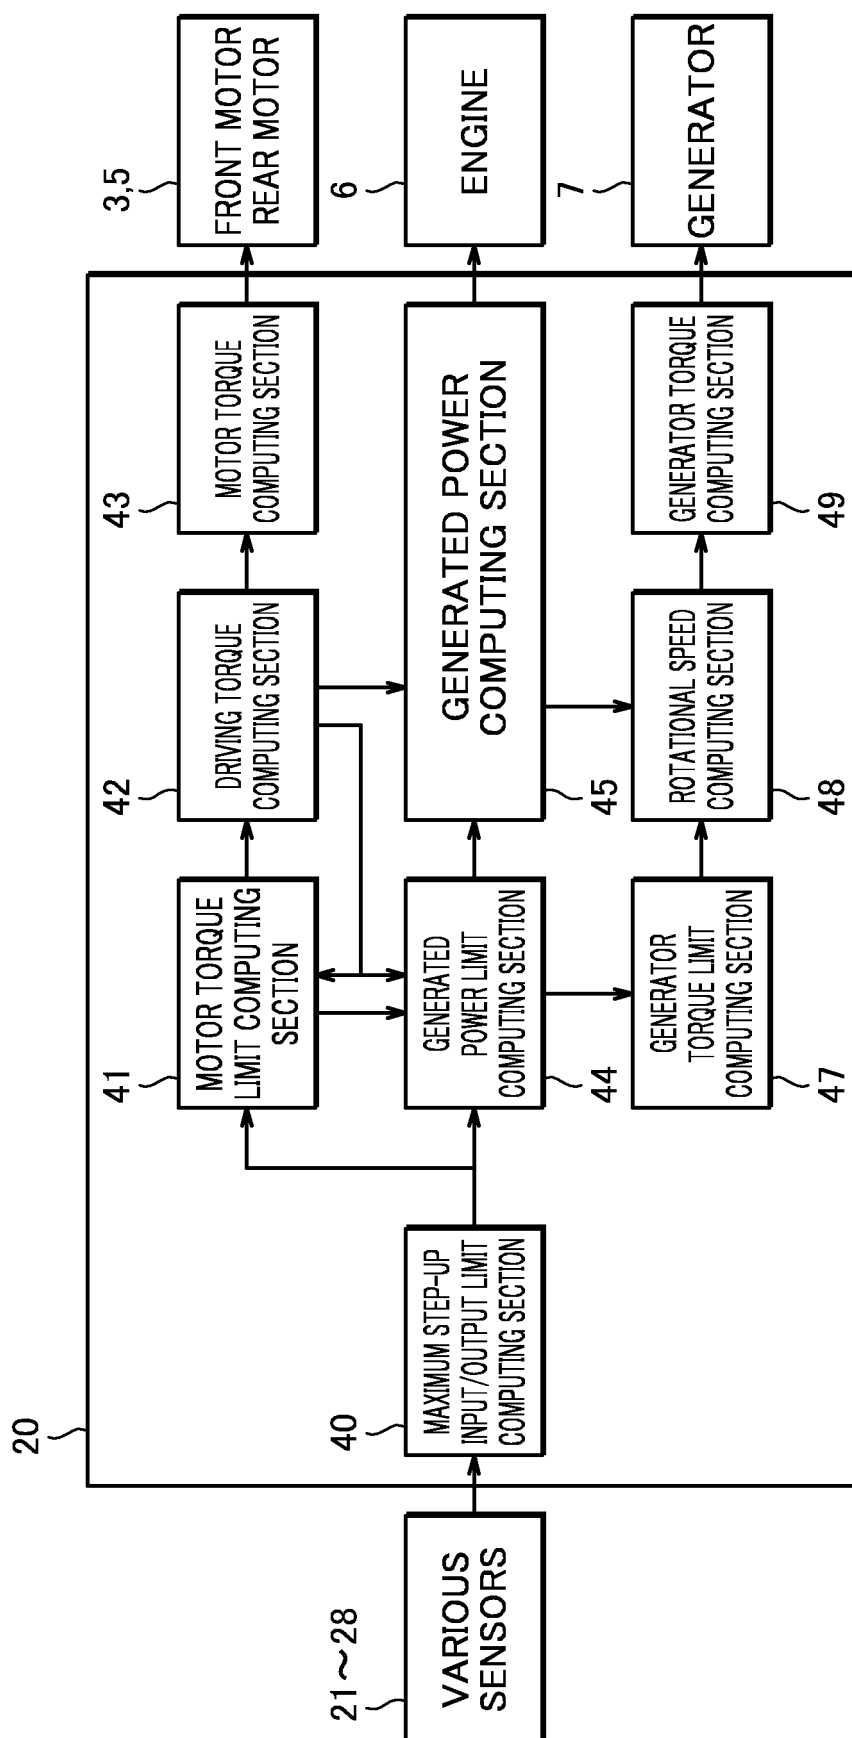 20
21～28
VARIOUS
SENSORS
40
MAXIMUM STEP-UP
INPUT/OUTPUT LIMIT
COMPUTING SECTION
41
MOTOR TORQUE
LIMIT COMPUTING
SECTION
42
DRIVING TORQUE
COMPUTING SECTION
43
MOTOR TORQUE
COMPUTING SECTION
3,5
FRONT MOTOR
REAR MOTOR
44
GENERATED
POWER LIMIT
COMPUTING SECTION
45
GENERATED POWER
COMPUTING SECTION
6
ENGINE
47
GENERATOR
TORQUE LIMIT
COMPUTING SECTION
48
ROTATIONAL SPEED
COMPUTING SECTION
49
GENERATOR TORQUE
COMPUTING SECTION
7
GENERATOR